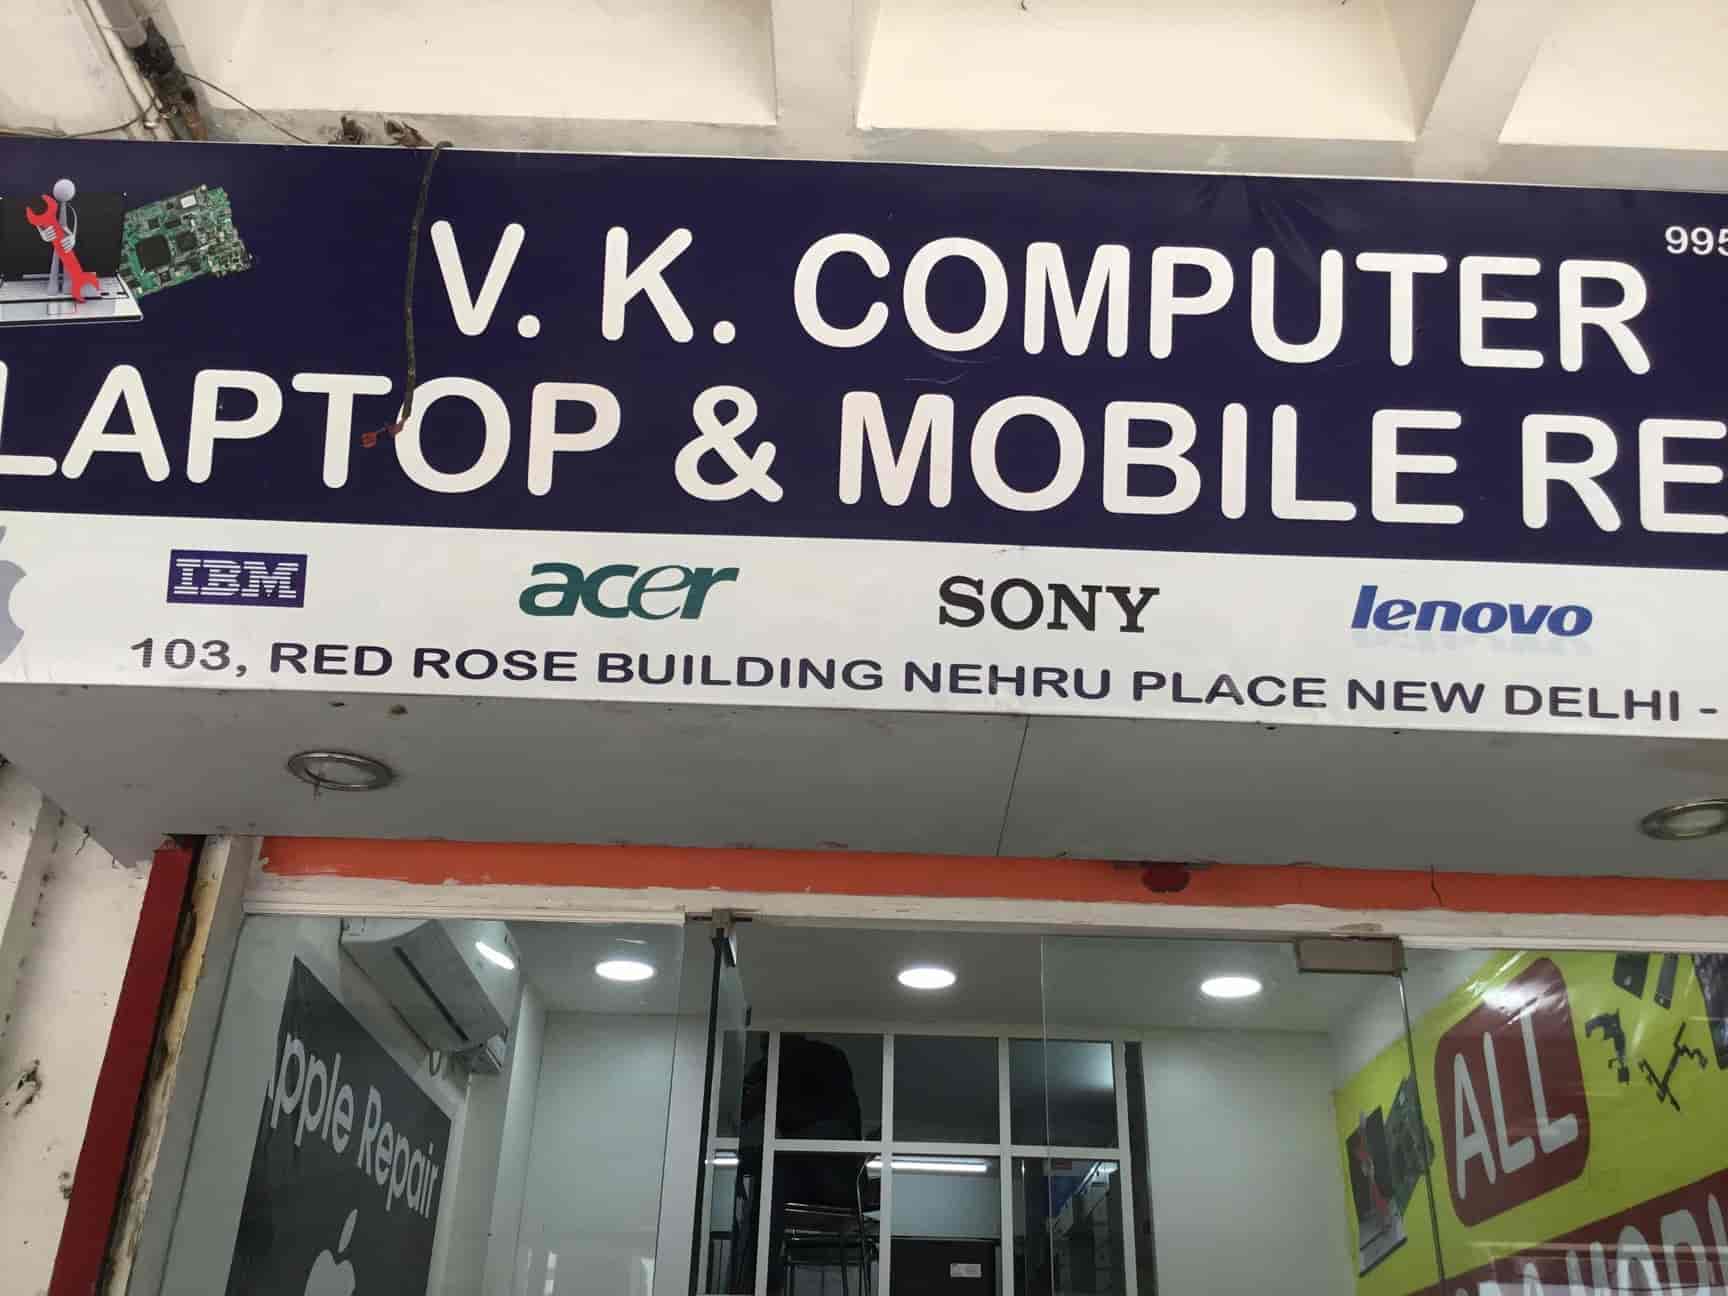 995
V. K. COMPUTER
LAPTOP & MOBILE RE
IBM acer SONY lenovo
103, RED ROSE BUILDING NEHRU PLACE NEW DELHI -
pple Repair
ALL